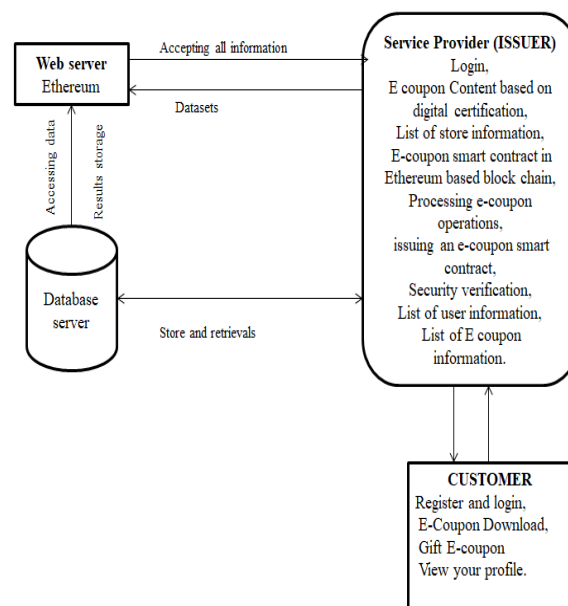 Accepting all information
Web server
Ethereum
Datasets
Accessing data
Results storage
Database
server
Store and retrievals
Service Provider (ISSUER)
Login,
E coupon Content based on
digital certification,
List of store information,
E-coupon smart contract in
Ethereum based block chain,
Processing e-coupon
operations,
issuing an e-coupon smart
contract,
Security verification,
List of user information,
List of E coupon
information.
CUSTOMER
Register and login,
E-Coupon Download,
Gift E-coupon
View your profile.